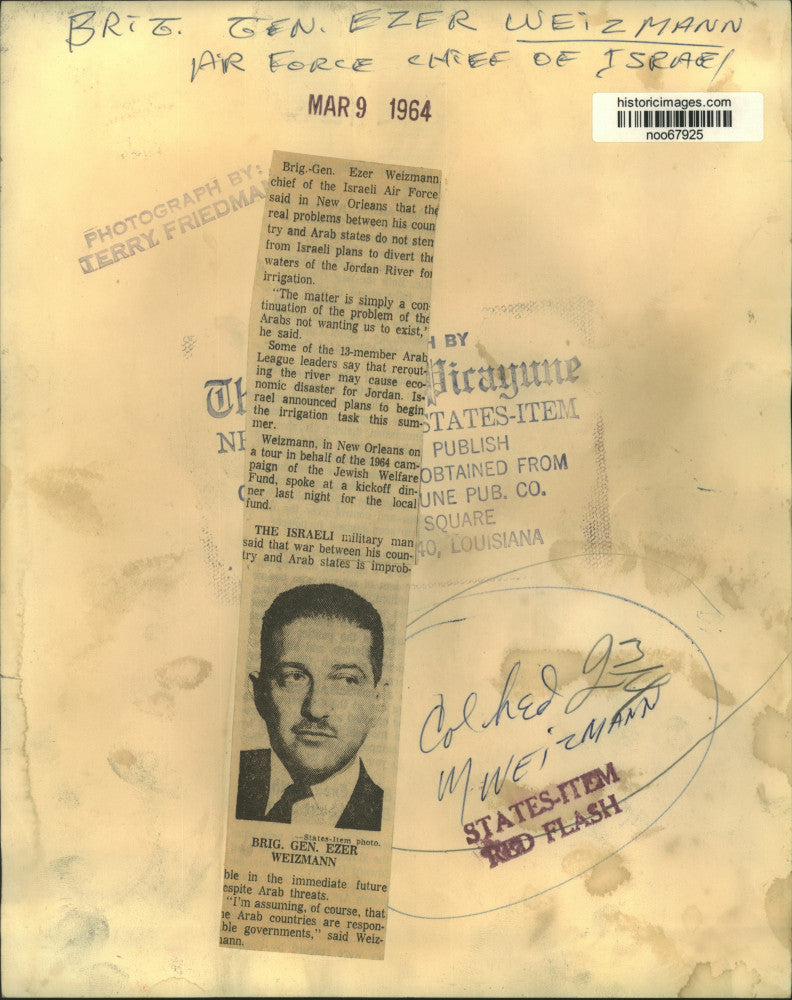 BRIG. GEN. EZER WEIZMANN
AIR FORCE CHIEF OF ISRAEL
MAR 9 1964
historicimages.com
noo67925
PHOTOGRAPH BY:
TERRY FRIEDMA
Brig.-Gen. Ezer Weizmann,
chief of the Israeli Air Force
said in New Orleans that the
real problems between his coun
try and Arab states do not stem
from Israeli plans to divert the
waters of the Jordan River for
irrigation.
"The matter is simply a con-
tinuation of the problem of the
Arabs not wanting us to exist,"
he said.
Some of the 13-member Arab
League leaders say that rerout-
ing the river may cause eco-
nomic disaster for Jordan. Is-
rael announced plans to begin
the irrigation task this sum-
mer.
Weizmann, in New Orleans on
a tour in behalf of the 1964 cam-
paign of the Jewish Welfare
Fund, spoke at a kickoff din-
ner last night for the local
fund.
THE ISRAELI military man
said that war between his coun-
try and Arab states is improb-
—States-Item photo.
BRIG. GEN. EZER
WEIZMANN
ble in the immediate future
espite Arab threats.
"I'm assuming, of course, that
e Arab countries are respon-
ble governments," said Weiz-
ann.
H BY
Th Picayune
NE STATES-ITEM
PUBLISH
OBTAINED FROM
UNE PUB. CO.
SQUARE
40, LOUISIANA
Col hed
M WEIZMANN
STATES-ITEM
RED FLASH